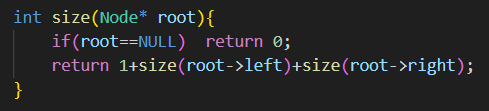 int size(Node* root){
    if(root==NULL)  return 0;
    return 1+size(root->left)+size(root->right);
}